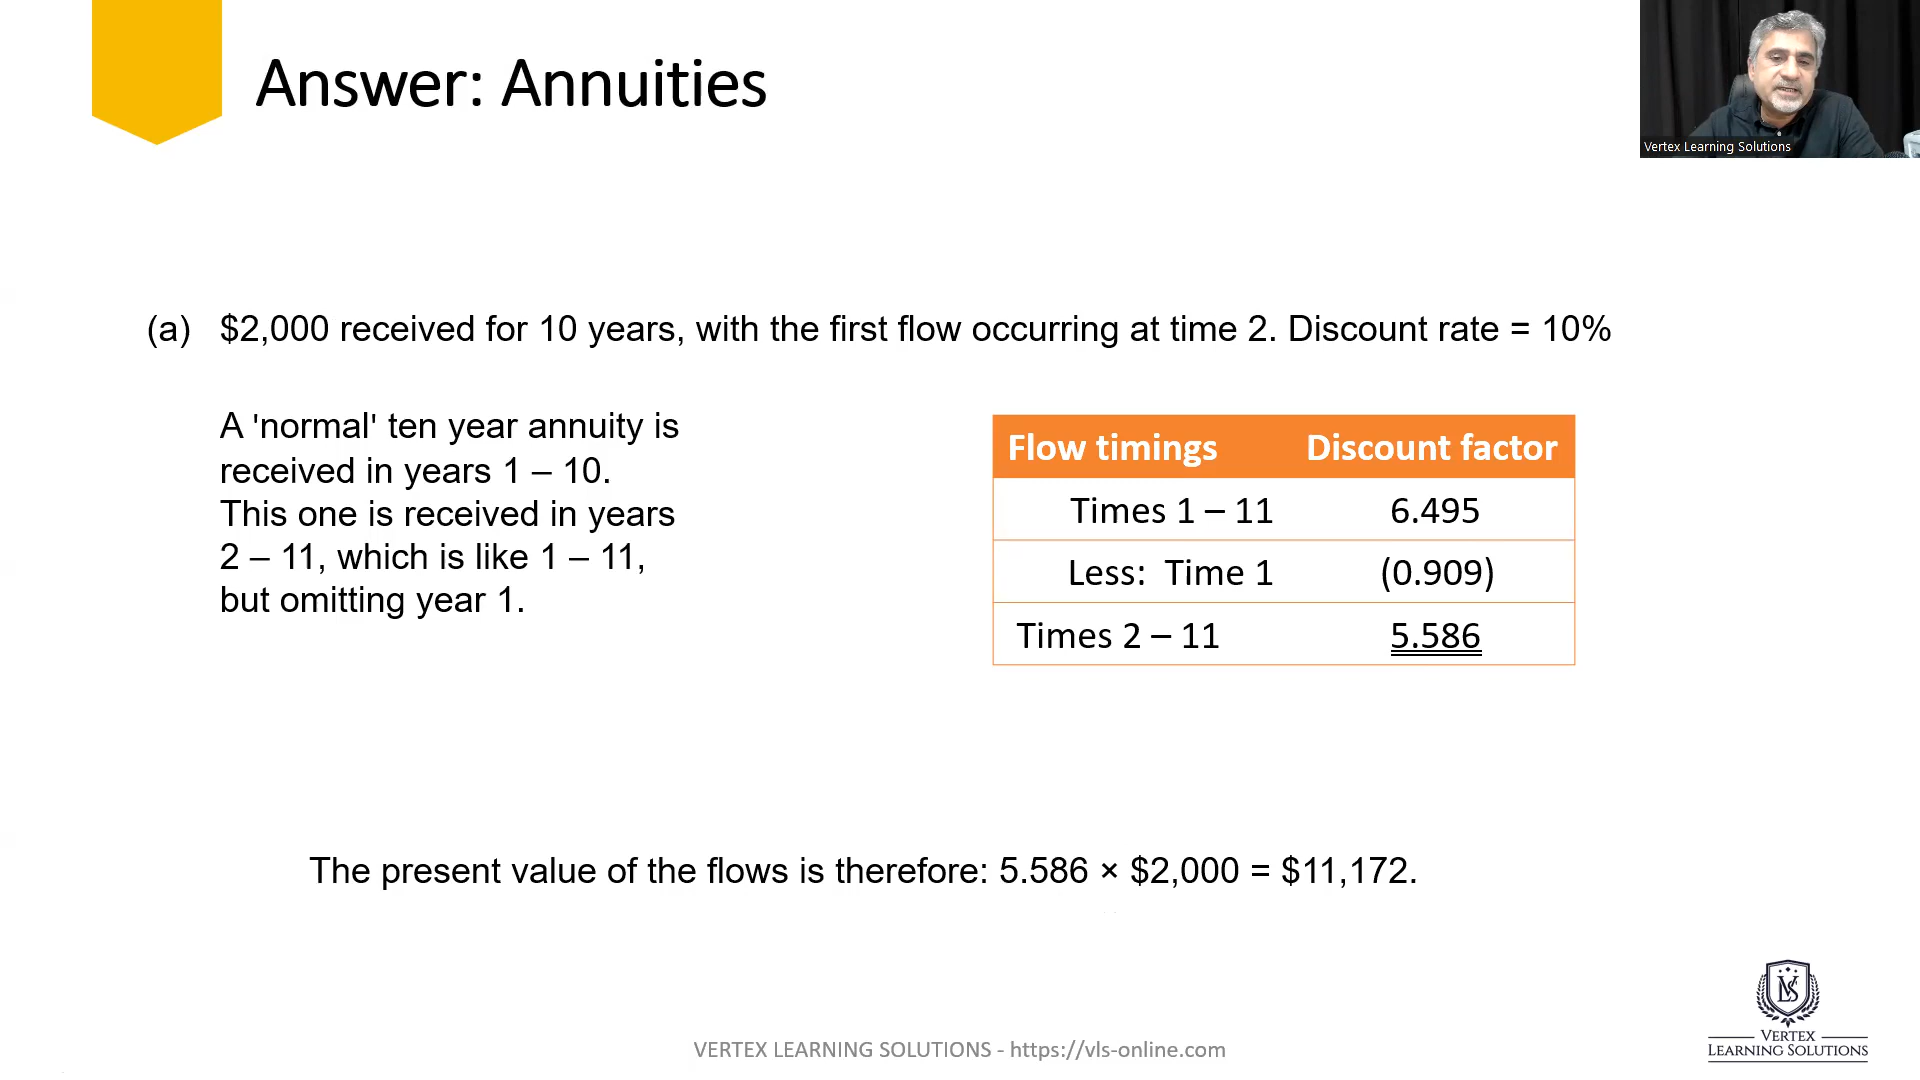 Answer: Annuities
Vertex Learning Solutions
(a) $2,000 received for 10 years, with the first flow occurring at time 2. Discount rate = 10%
A 'normal' ten year annuity is
received in years 1 – 10.
This one is received in years
2 – 11, which is like 1 – 11,
but omitting year 1.
Flow timings Discount factor
Times 1 – 11 6.495
Less: Time 1 (0.909)
Times 2 – 11 5.586
The present value of the flows is therefore: 5.586 × $2,000 = $11,172.
VLS
VERTEX
LEARNING SOLUTIONS
VERTEX LEARNING SOLUTIONS - https://vls-online.com